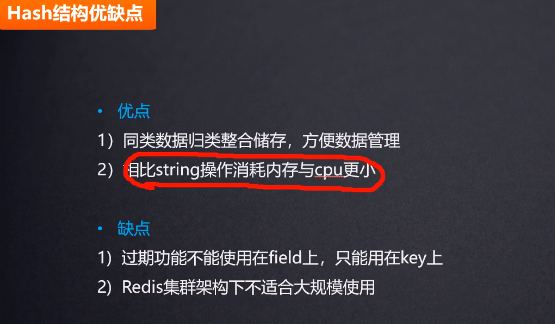 Hash结构优缺点
• 优点
1）同类数据归类整合储存，方便数据管理
2）相比string操作消耗内存与cpu更小
• 缺点
1）过期功能不能使用在field上，只能用在key上
2）Redis集群架构下不适合大规模使用